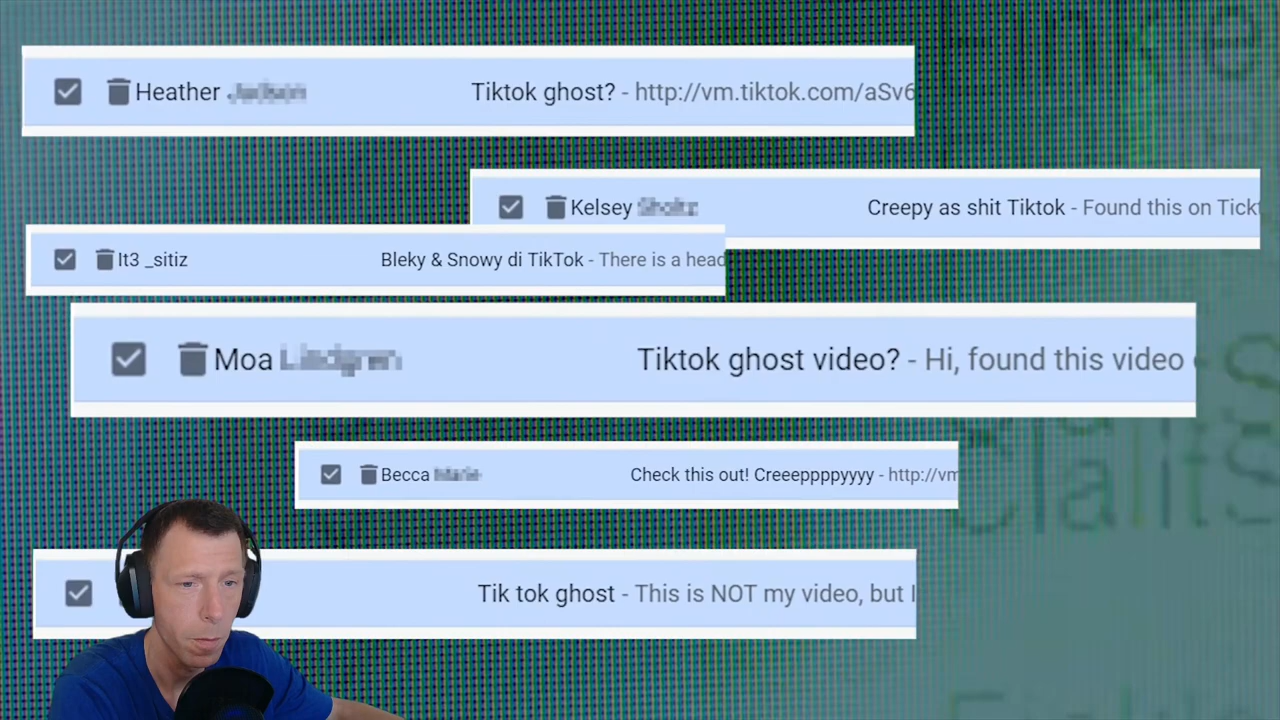 Heather
Tiktok ghost? - http://vm.tiktok.com/aSv6
Kelsey
Creepy as shit Tiktok - Found this on Tickt
It3 _sitiz
Bleky & Snowy di TikTok - There is a head
Moa
Tiktok ghost video? - Hi, found this video
Becca
Check this out! Creeeppppyyyy - http://vm
Tik tok ghost - This is NOT my video, but I